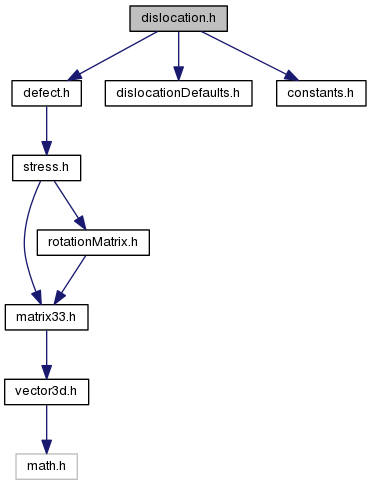 dislocation.h
defect.h
dislocationDefaults.h
constants.h
stress.h
rotationMatrix.h
matrix33.h
vector3d.h
math.h